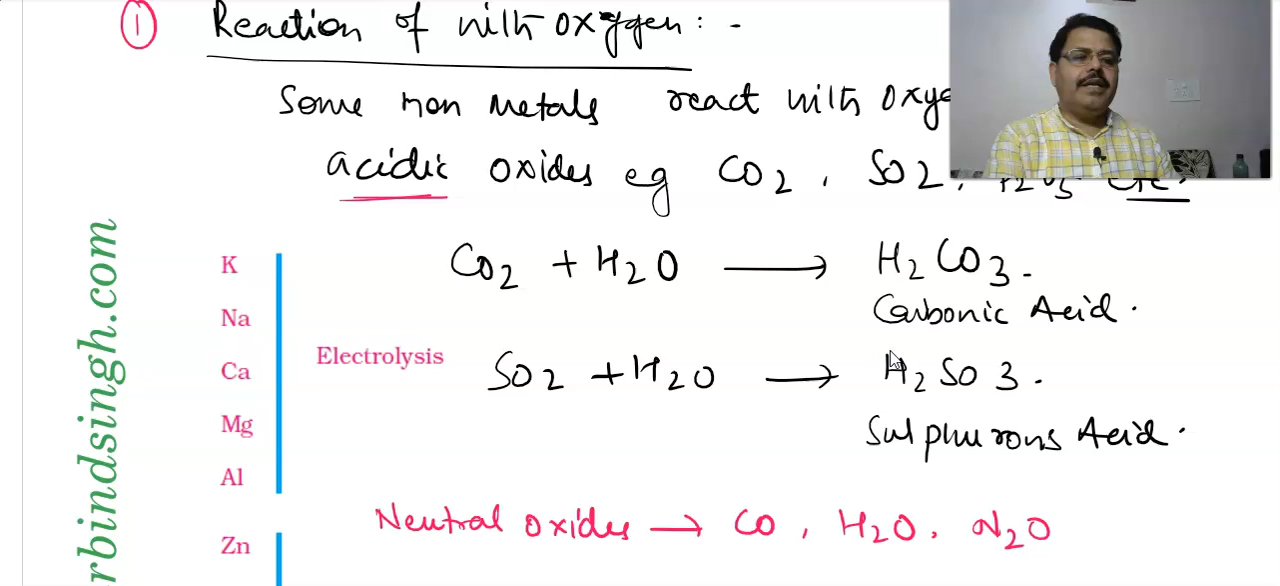 ① Reaction of with oxygen : -
Some non metals react with oxyge
acidic oxides eg CO2 , SO2 , etc.
K
CO2 + H2O → H2CO3.
Na
Carbonic Acid.
Electrolysis
Ca
SO2 + H2O → H2SO3.
Mg
Sulphurous Acid.
Al
Neutral oxides → CO , H2O , N2O
Zn
rbindsingh.com